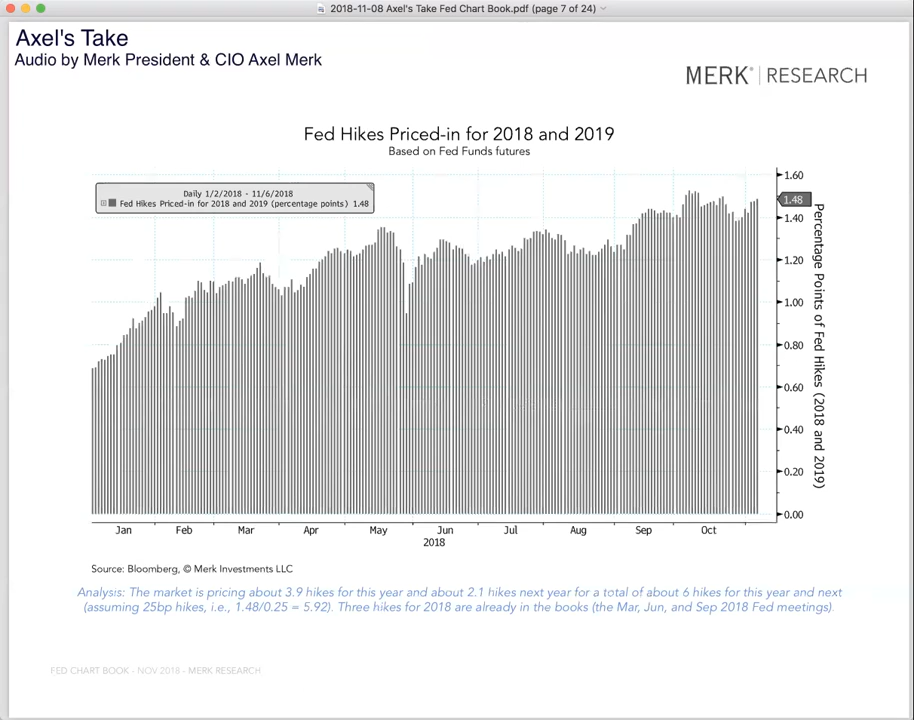 2018-11-08 Axel's Take Fed Chart Book.pdf (page 7 of 24)
Axel's Take
Audio by Merk President & CIO Axel Merk
MERK® | RESEARCH
Fed Hikes Priced-in for 2018 and 2019
Based on Fed Funds futures
Daily 1/2/2018 - 11/6/2018
Fed Hikes Priced-in for 2018 and 2019 (percentage points) 1.48
1.60
1.48
1.40
1.20
1.00
0.80
0.60
0.40
0.20
0.00
Percentage Points of Fed Hikes (2018 and 2019)
Jan Feb Mar Apr May Jun Jul Aug Sep Oct
2018
Source: Bloomberg, © Merk Investments LLC
Analysis: The market is pricing about 3.9 hikes for this year and about 2.1 hikes next year for a total of about 6 hikes for this year and next
(assuming 25bp hikes, i.e., 1.48/0.25 = 5.92). Three hikes for 2018 are already in the books (the Mar, Jun, and Sep 2018 Fed meetings).
FED CHART BOOK - NOV 2018 - MERK RESEARCH